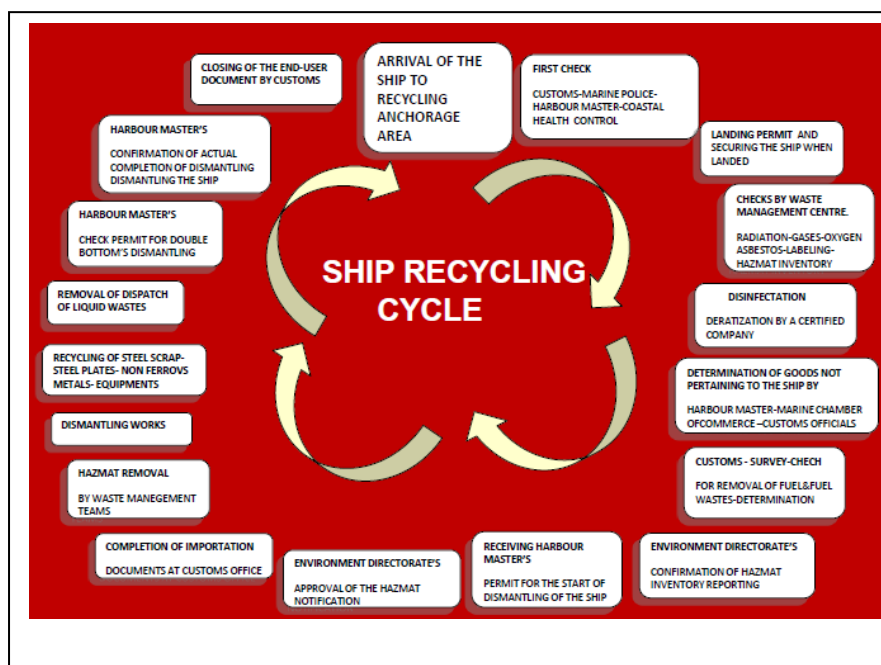 ARRIVAL OF THE
SHIP TO
RECYCLING
ANCHORAGE
AREA
FIRST CHECK
CUSTOMS-MARINE POLICE-
HARBOUR MASTER-COASTAL
HEALTH CONTROL
LANDING PERMIT AND
SECURING THE SHIP WHEN
LANDED
CHECKS BY WASTE
MANAGEMENT CENTRE.
RADIATION-GASES-OXYGEN
ASBESTOS-LABELING-
HAZMAT INVENTORY
DISINFECTATION
DERATIZATION BY A CERTIFIED
COMPANY
DETERMINATION OF GOODS NOT
PERTAINING TO THE SHIP BY
HARBOUR MASTER-MARINE CHAMBER
OFCOMMERCE –CUSTOMS OFFICIALS
CUSTOMS - SURVEY-CHECH
FOR REMOVAL OF FUEL&FUEL
WASTES-DETERMINATION
ENVIRONMENT DIRECTORATE'S
CONFIRMATION OF HAZMAT
INVENTORY REPORTING
RECEIVING HARBOUR
MASTER'S
PERMIT FOR THE START OF
DISMANTLING OF THE SHIP
ENVIRONMENT DIRECTORATE'S
APPROVAL OF THE HAZMAT
NOTIFICATION
COMPLETION OF IMPORTATION
DOCUMENTS AT CUSTOMS OFFICE
HAZMAT REMOVAL
BY WASTE MANEGEMENT
TEAMS
DISMANTLING WORKS
RECYCLING OF STEEL SCRAP-
STEEL PLATES- NON FERROVS
METALS- EQUIPMENTS
REMOVAL OF DISPATCH
OF LIQUID WASTES
HARBOUR MASTER'S
CHECK PERMIT FOR DOUBLE
BOTTOM'S DISMANTLING
HARBOUR MASTER'S
CONFIRMATION OF ACTUAL
COMPLETION OF DISMANTLING
DISMANTLING THE SHIP
CLOSING OF THE END-USER
DOCUMENT BY CUSTOMS
SHIP RECYCLING
CYCLE